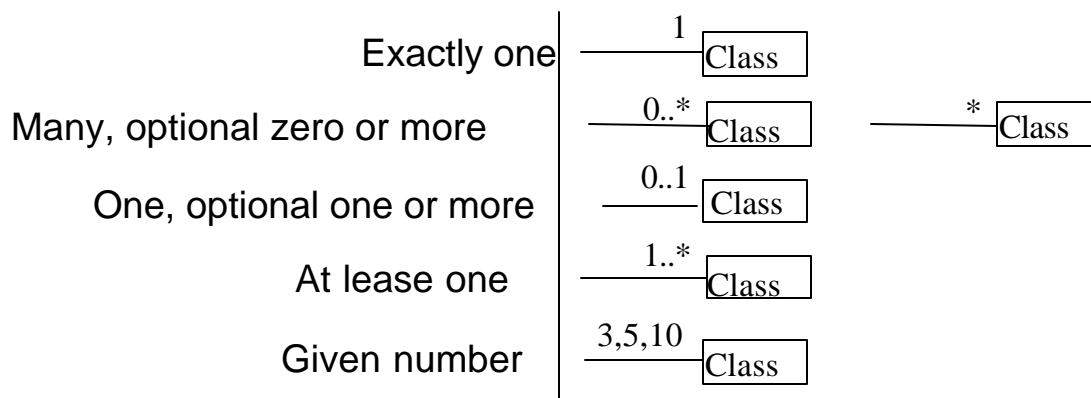 1
Exactly one Class
0..* *
Many, optional zero or more Class Class
0..1
One, optional one or more Class
1..*
At lease one Class
3,5,10
Given number Class